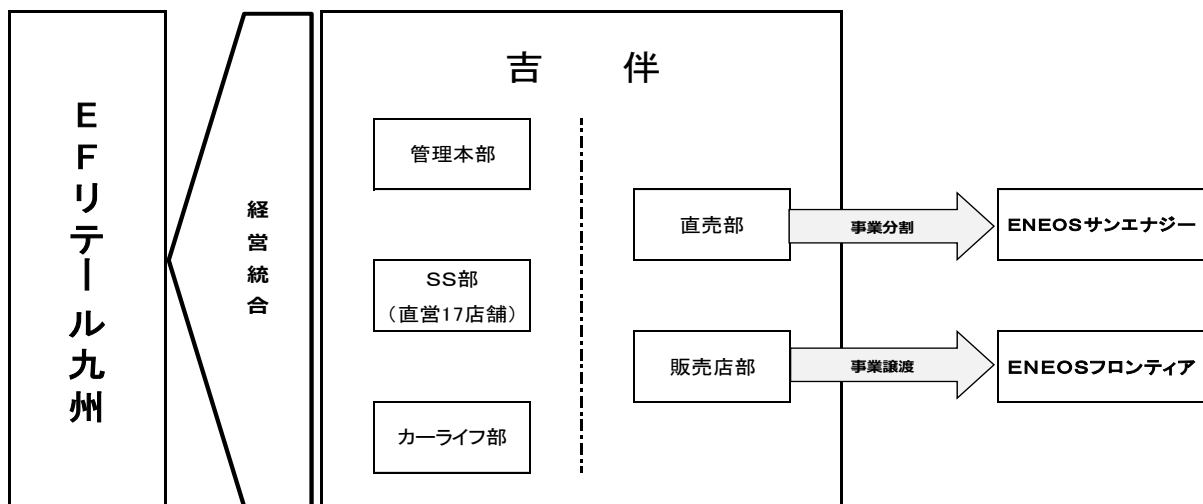 EFリテール九州
経営統合
吉 伴
管理本部
SS部
(直営17店舗)
カーライフ部
直売部
販売店部
事業分割
事業譲渡
ENEOSサンエナジー
ENEOSフロンティア